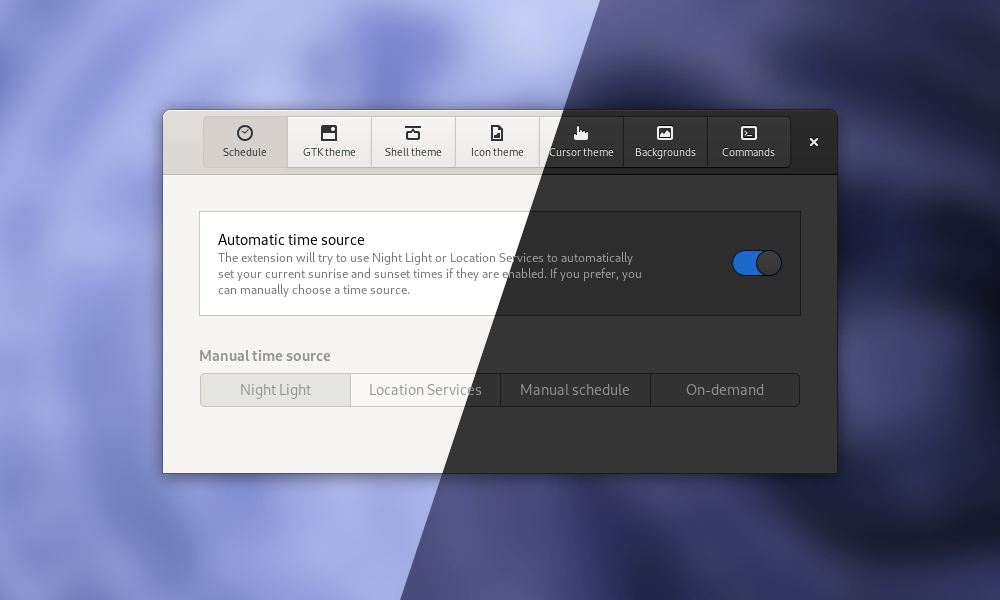 Schedule GTK theme Shell theme Icon theme Cursor theme Backgrounds Commands
Automatic time source
The extension will try to use Night Light or Location Services to automatically
set your current sunrise and sunset times if they are enabled. If you prefer, you
can manually choose a time source.
Manual time source
Night Light Location Services Manual schedule On-demand